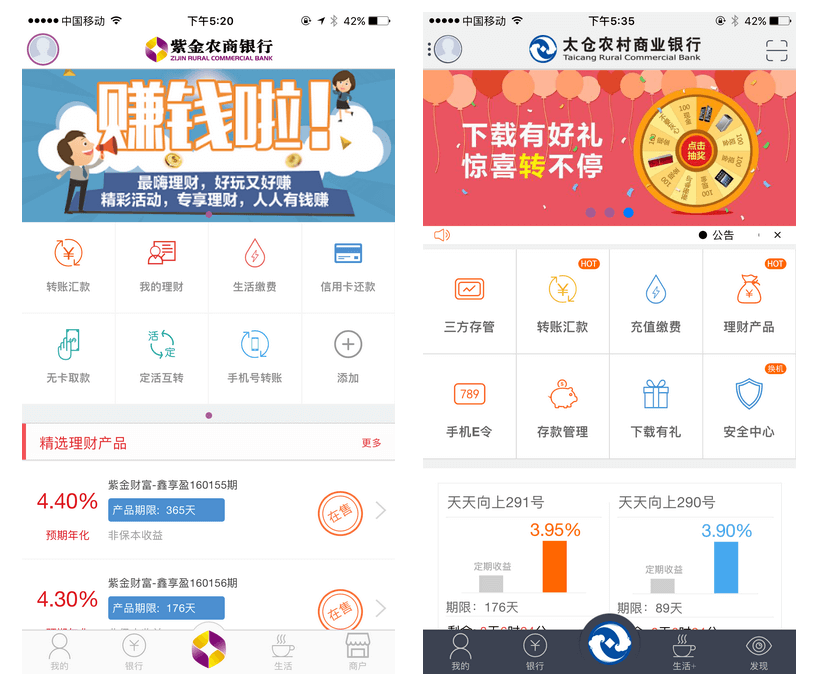 中国移动
下午5:20
42%
紫金农商银行
ZIJIN RURAL COMMERCIAL BANK
赚钱啦!
最嗨理财，好玩又好赚
精彩活动，专享理财，人人有钱赚
转账汇款
我的理财
生活缴费
信用卡还款
无卡取款
活
定
定活互转
手机号转账
添加
精选理财产品
更多
紫金财富-鑫享盈160155期
4.40%
产品期限: 365天
在售
预期年化
非保本收益
紫金财富-鑫享盈160156期
4.30%
产品期限: 176天
在售
我的
银行
生活
商户
中国移动
下午5:35
42%
太仓农村商业银行
Taicang Rural Commercial Bank
下载有好礼
惊喜转不停
点击
抽奖
公告
HOT
HOT
三方存管
转账汇款
充值缴费
理财产品
换机
789
手机E令
存款管理
下载有礼
安全中心
天天向上291号
3.95%
定期收益
期限: 176天
天天向上290号
3.90%
定期收益
期限: 89天
我的
银行
生活+
发现